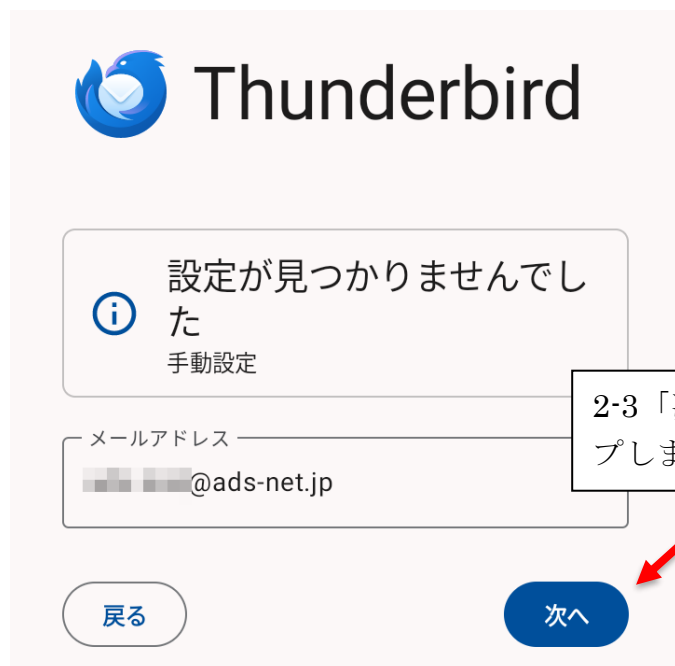 Thunderbird
設定が見つかりませんでし
た
手動設定
メールアドレス
@ads-net.jp
2-3「
プしま
戻る
次へ